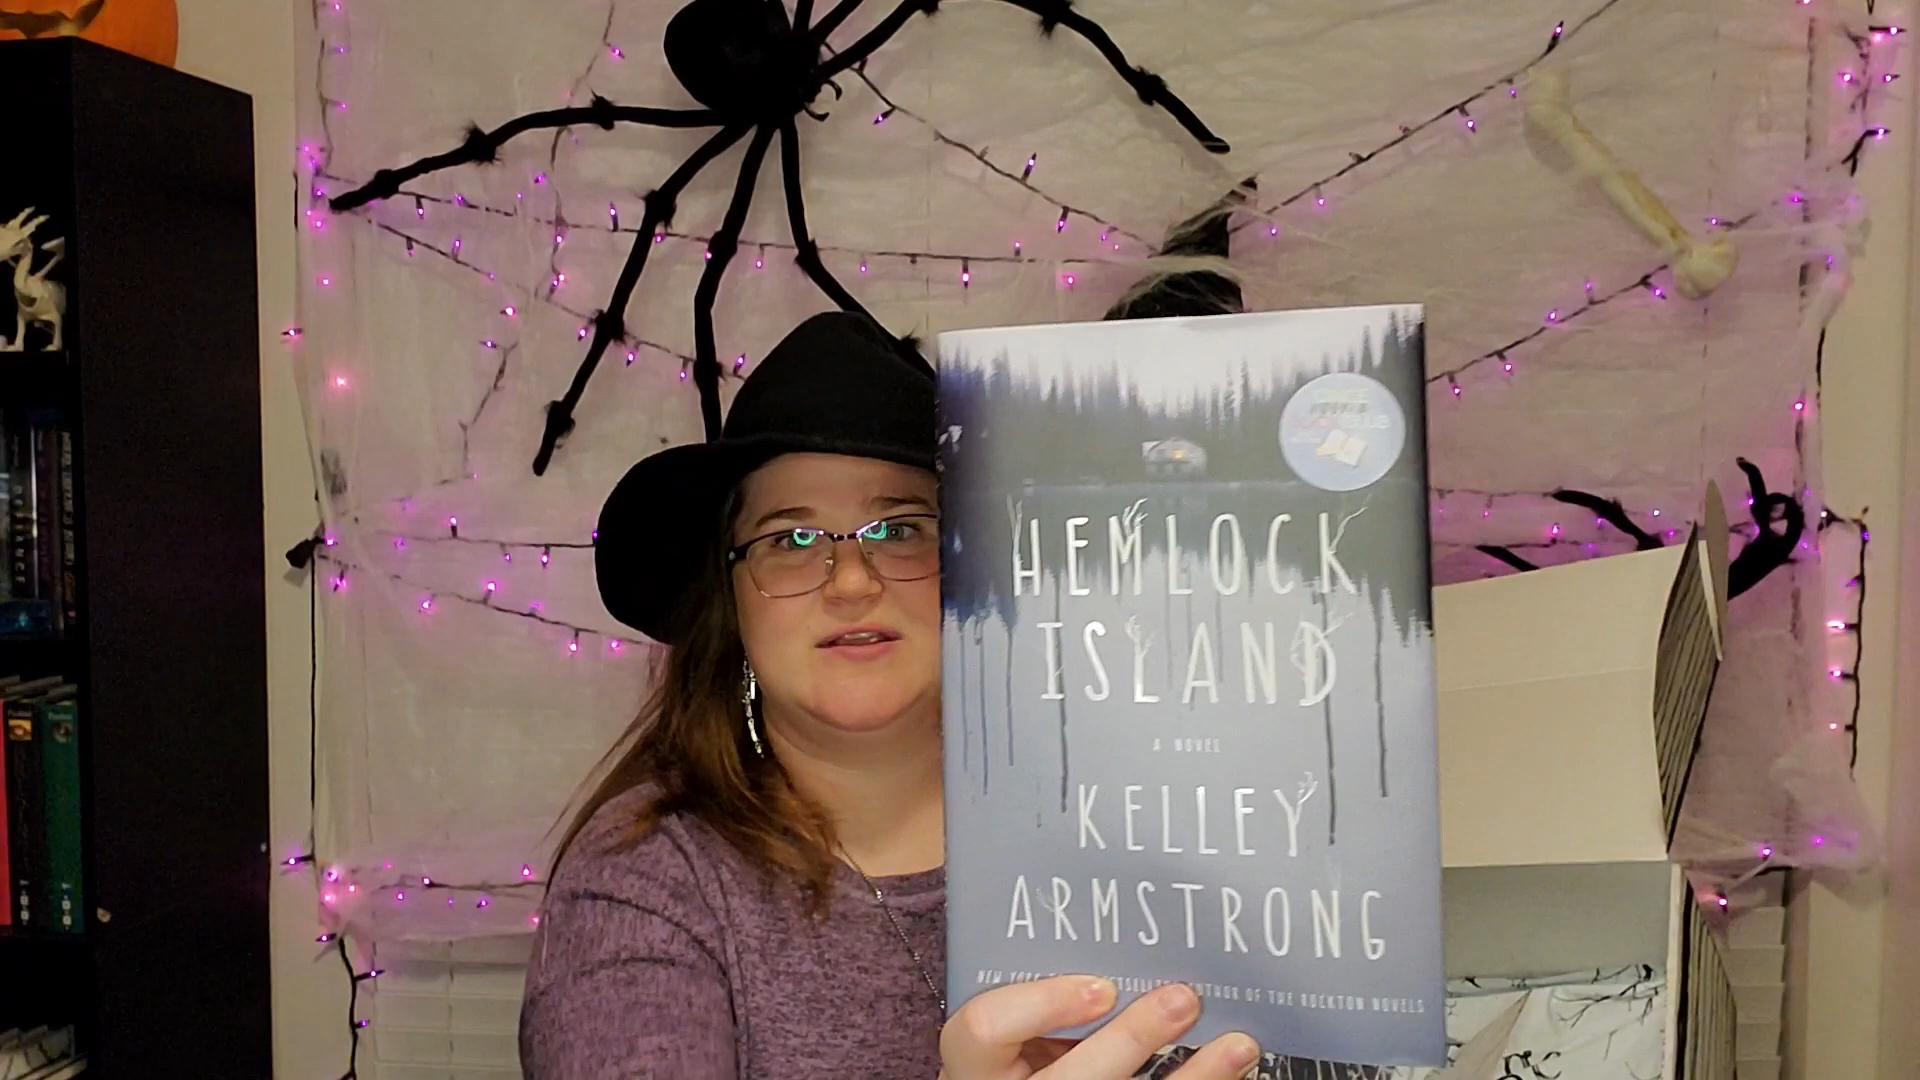 HEMLOCK
ISLAND
A NOVEL
KELLEY
ARMSTRONG
NEW YORK AUTHOR OF THE ROCKTON NOVELS